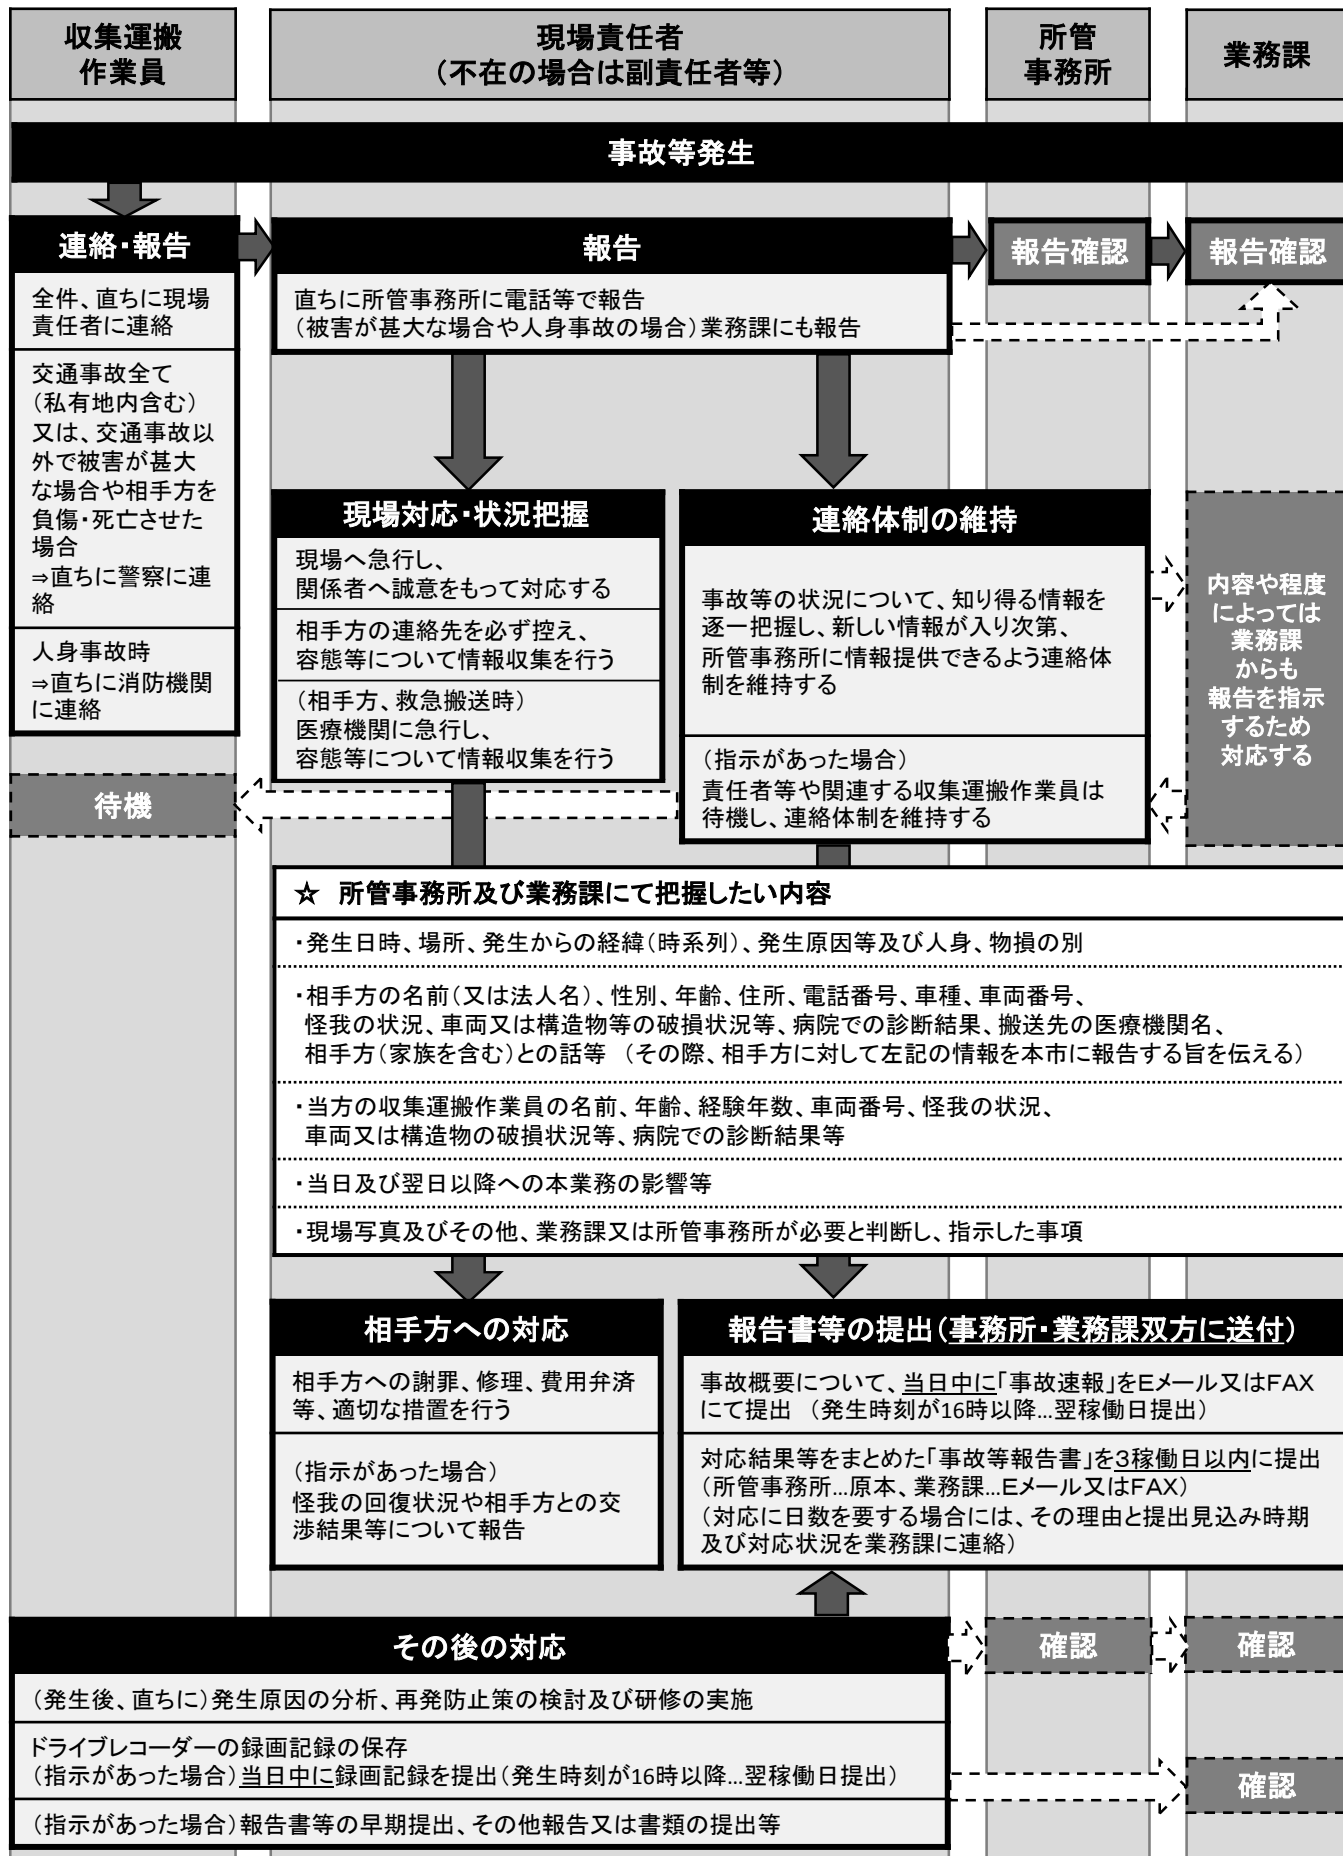 収集運搬
作業員
現場責任者
（不在の場合は副責任者等）
所管
事務所
業務課
事故等発生
連絡・報告
全件、直ちに現場
責任者に連絡
交通事故全て
（私有地内含む）
又は、交通事故以
外で被害が甚大
な場合や相手方を
負傷・死亡させた
場合
⇒直ちに警察に連
絡
人身事故時
⇒直ちに消防機関
に連絡
報告
直ちに所管事務所に電話等で報告
（被害が甚大な場合や人身事故の場合）業務課にも報告
報告確認
報告確認
現場対応・状況把握
現場へ急行し、
関係者へ誠意をもって対応する
相手方の連絡先を必ず控え、
容態等について情報収集を行う
（相手方、救急搬送時）
医療機関に急行し、
容態等について情報収集を行う
連絡体制の維持
事故等の状況について、知り得る情報を
逐一把握し、新しい情報が入り次第、
所管事務所に情報提供できるよう連絡体
制を維持する
（指示があった場合）
責任者等や関連する収集運搬作業員は
待機し、連絡体制を維持する
内容や程度
によっては
業務課
からも
報告を指示
するため
対応する
待機
☆ 所管事務所及び業務課にて把握したい内容
・発生日時、場所、発生からの経緯（時系列）、発生原因等及び人身、物損の別
・相手方の名前（又は法人名）、性別、年齢、住所、電話番号、車種、車両番号、
怪我の状況、車両又は構造物等の破損状況等、病院での診断結果、搬送先の医療機関名、
相手方（家族を含む）との話等 （その際、相手方に対して左記の情報を本市に報告する旨を伝える）
・当方の収集運搬作業員の名前、年齢、経験年数、車両番号、怪我の状況、
車両又は構造物の破損状況等、病院での診断結果等
・当日及び翌日以降への本業務の影響等
・現場写真及びその他、業務課又は所管事務所が必要と判断し、指示した事項
相手方への対応
相手方への謝罪、修理、費用弁済
等、適切な措置を行う
（指示があった場合）
怪我の回復状況や相手方との交
渉結果等について報告
報告書等の提出（事務所・業務課双方に送付）
事故概要について、当日中に「事故速報」をEメール又はFAX
にて提出 （発生時刻が16時以降…翌稼働日提出）
対応結果等をまとめた「事故等報告書」を３稼働日以内に提出
（所管事務所…原本、業務課…Eメール又はFAX）
（対応に日数を要する場合には、その理由と提出見込み時期
及び対応状況を業務課に連絡）
その後の対応
（発生後、直ちに）発生原因の分析、再発防止策の検討及び研修の実施
ドライブレコーダーの録画記録の保存
（指示があった場合）当日中に録画記録を提出（発生時刻が16時以降…翌稼働日提出）
（指示があった場合）報告書等の早期提出、その他報告又は書類の提出等
確認
確認
確認